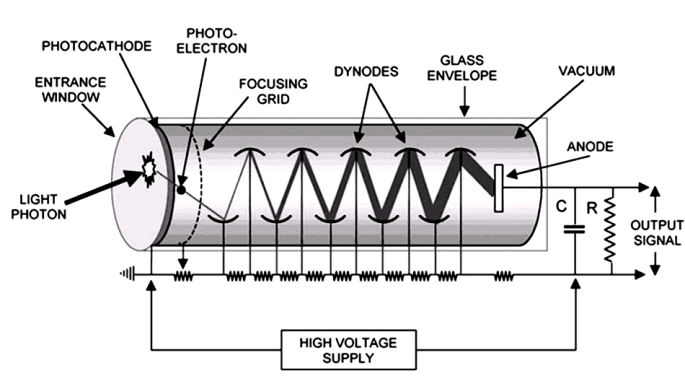 PHOTOCATHODE
PHOTO-
ELECTRON
ENTRANCE
WINDOW
FOCUSING
GRID
DYNODES
GLASS
ENVELOPE
VACUUM
ANODE
LIGHT
PHOTON
C
R
OUTPUT
SIGNAL
HIGH VOLTAGE
SUPPLY